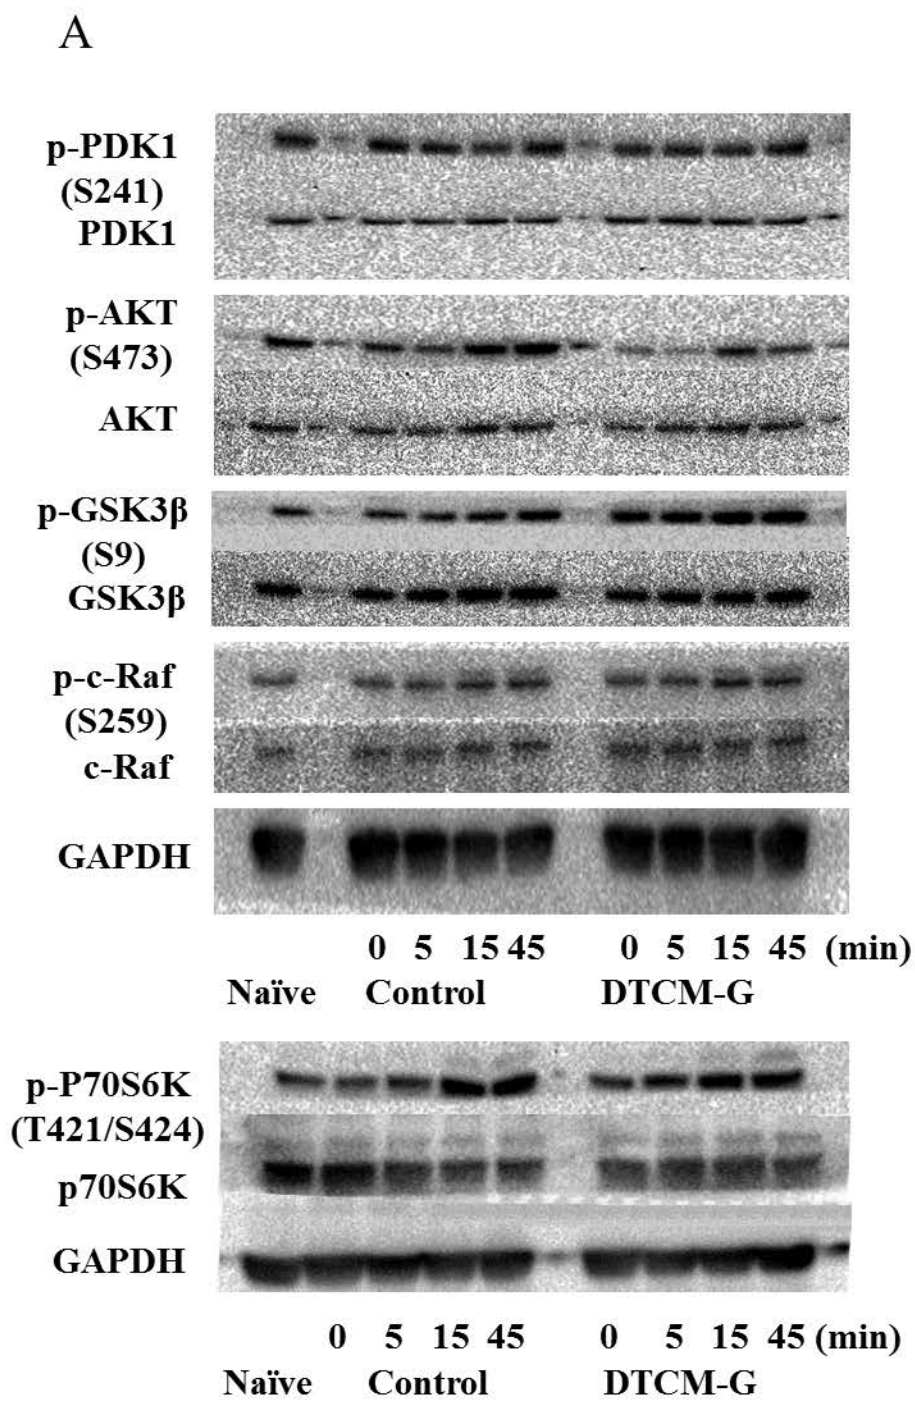 A
p-PDK1
(S241)
PDK1
p-AKT
(S473)
AKT
p-GSK3β
(S9)
GSK3β
p-c-Raf
(S259)
c-Raf
GAPDH
0 5 15 45 0 5 15 45 (min)
Naïve Control DTCM-G
p-P70S6K
(T421/S424)
p70S6K
GAPDH
0 5 15 45 0 5 15 45 (min)
Naïve Control DTCM-G